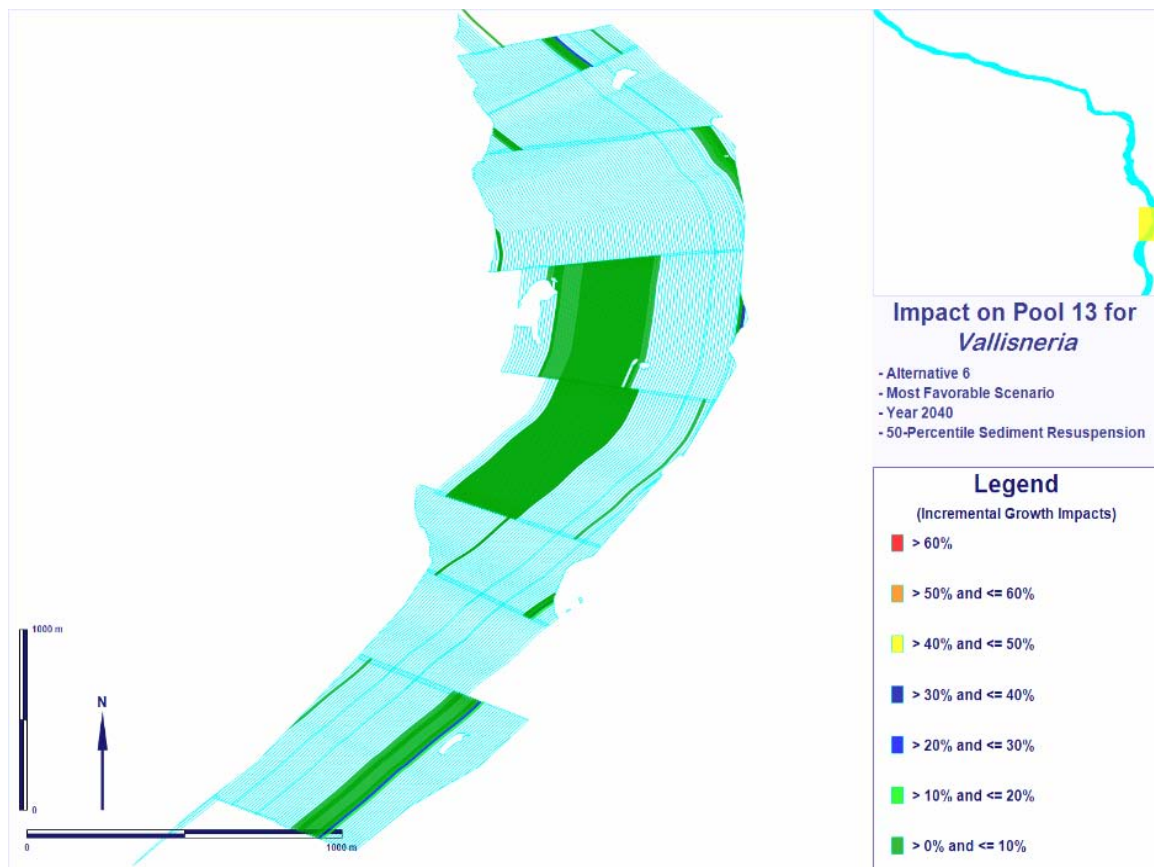 Impact on Pool 13 for
Vallisneria
- Alternative 6
- Most Favorable Scenario
- Year 2040
- 50-Percentile Sediment Resuspension
Legend
(Incremental Growth Impacts)
> 60%
> 50% and <= 60%
> 40% and <= 50%
> 30% and <= 40%
> 20% and <= 30%
> 10% and <= 20%
> 0% and <= 10%
1000 m
N
0
0
1000 m